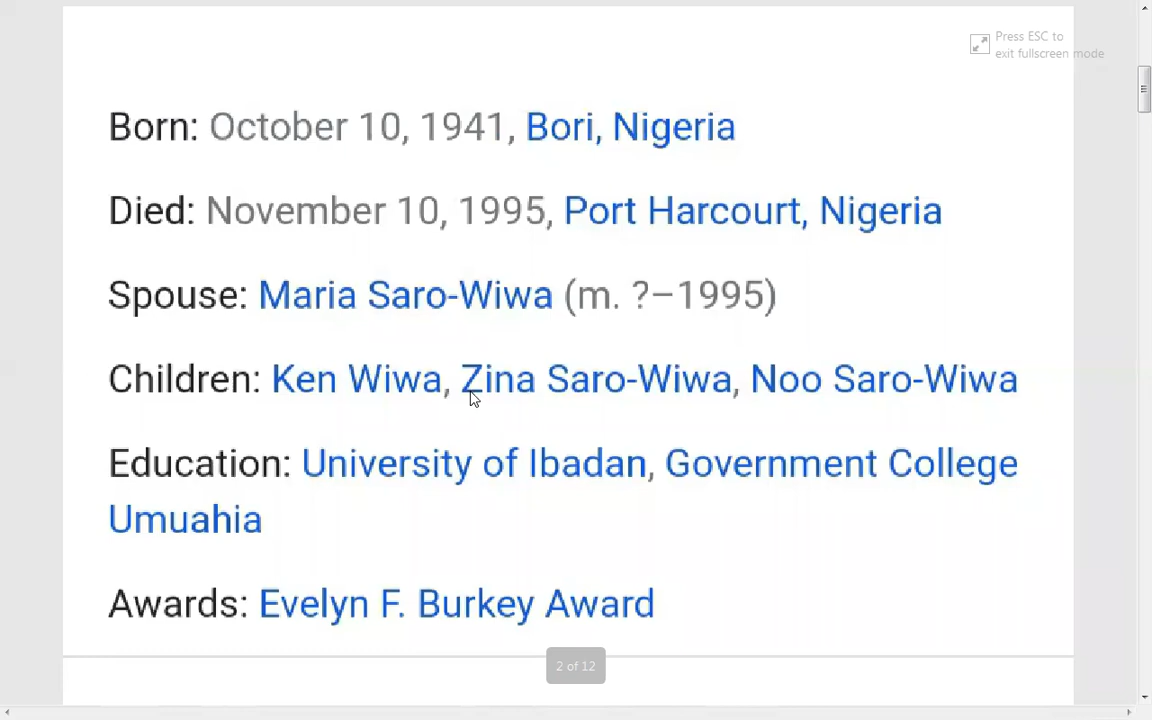 Press ESC to
exit fullscreen mode
Born: October 10, 1941, Bori, Nigeria
Died: November 10, 1995, Port Harcourt, Nigeria
Spouse: Maria Saro-Wiwa (m. ?–1995)
Children: Ken Wiwa, Zina Saro-Wiwa, Noo Saro-Wiwa
Education: University of Ibadan, Government College
Umuahia
Awards: Evelyn F. Burkey Award
2 of 12